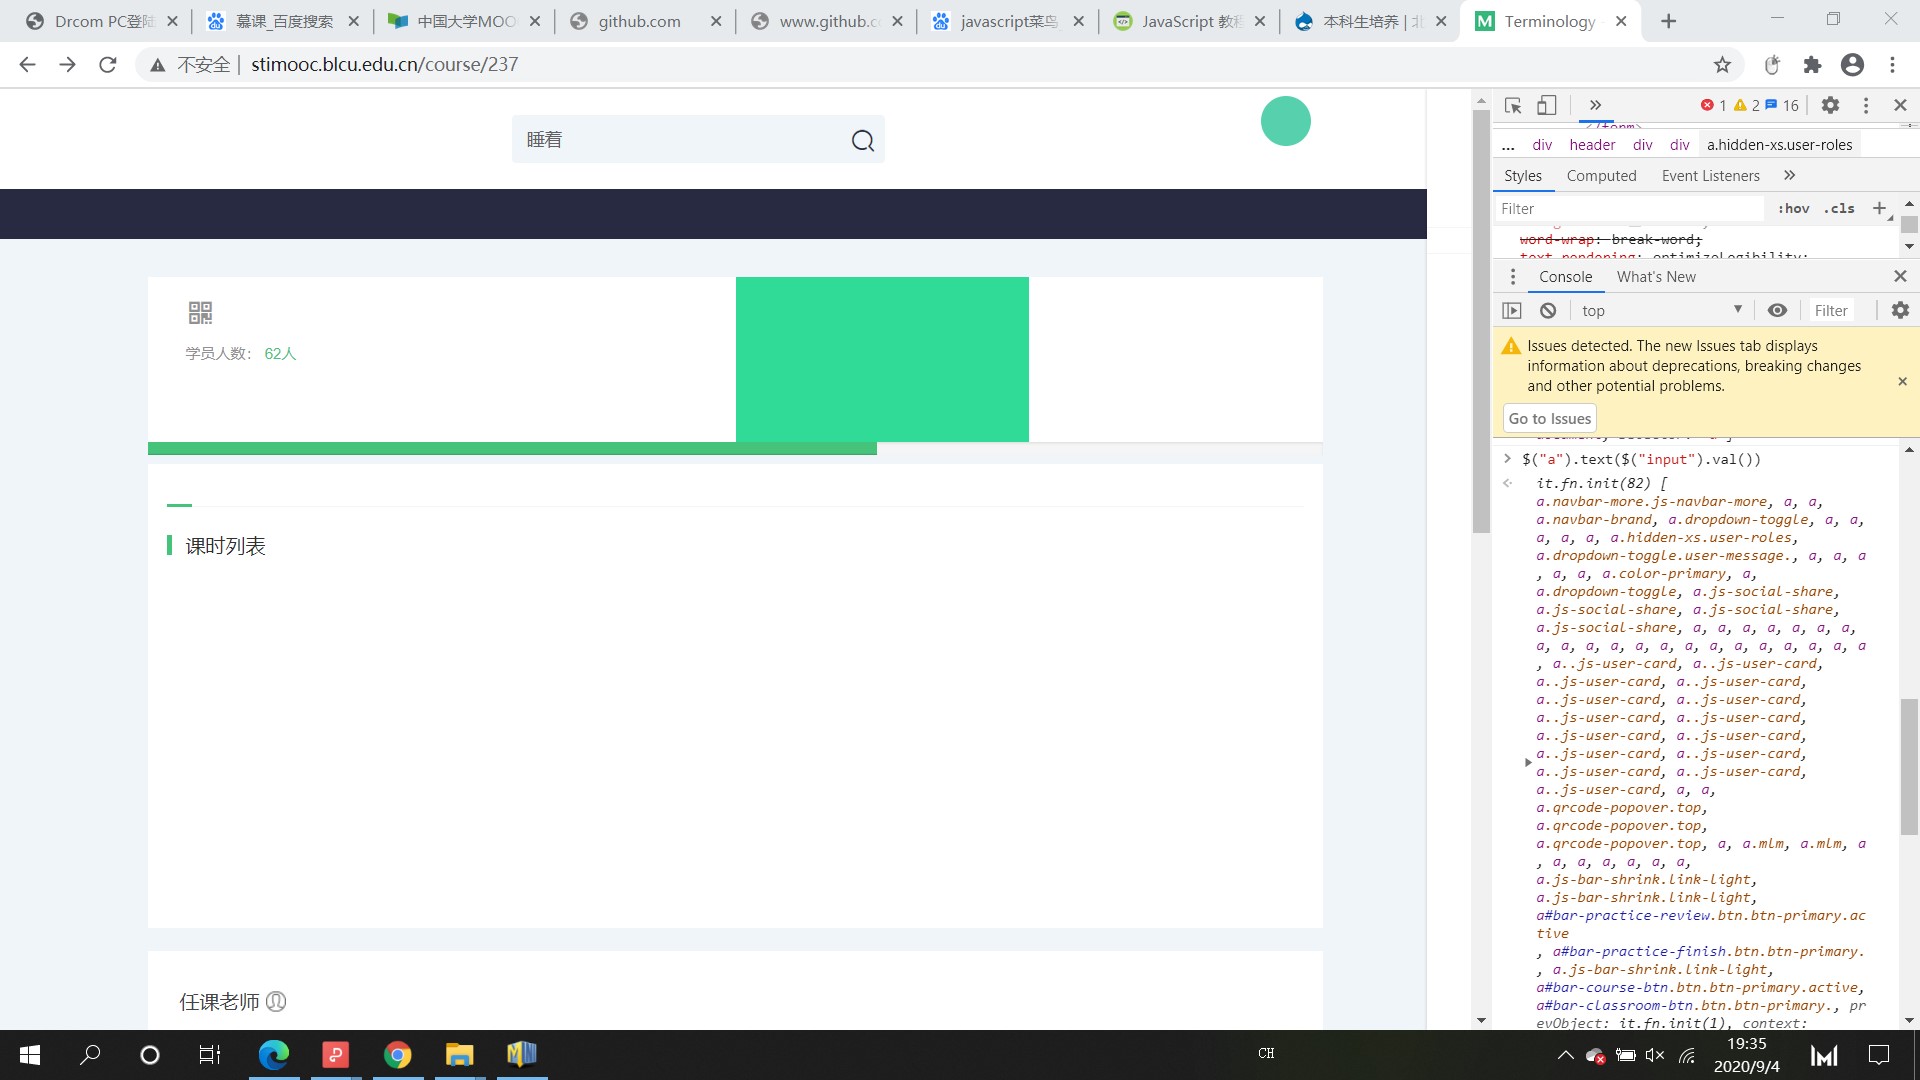 Drcom PC登陆
慕课_百度搜索
中国大学MOO
github.com
www.github.c
javascript菜鸟
JavaScript 教程
本科生培养 | 北
Terminology
不安全 | stimooc.blcu.edu.cn/course/237
睡着
学员人数： 62人
课时列表
任课老师
1 2 16
</form>
... div header div div a.hidden-xs.user-roles
Styles Computed Event Listeners
Filter :hov .cls
word-wrap: break-word;
text-rendering: optimizeLegibility;
Console What's New
top Filter
Issues detected. The new Issues tab displays
information about deprecations, breaking changes
and other potential problems.
Go to Issues
$("a").text($("input").val())
it.fn.init(82) [
a.navbar-more.js-navbar-more, a, a,
a.navbar-brand, a.dropdown-toggle, a, a,
a, a, a, a.hidden-xs.user-roles,
a.dropdown-toggle.user-message., a, a, a
, a, a, a.color-primary, a,
a.dropdown-toggle, a.js-social-share,
a.js-social-share, a.js-social-share,
a.js-social-share, a, a, a, a, a, a, a,
a, a, a, a, a, a, a, a, a, a, a, a, a, a
, a..js-user-card, a..js-user-card,
a..js-user-card, a..js-user-card,
a..js-user-card, a..js-user-card,
a..js-user-card, a..js-user-card,
a..js-user-card, a..js-user-card,
a..js-user-card, a..js-user-card,
a..js-user-card, a..js-user-card,
a..js-user-card, a, a,
a.qrcode-popover.top,
a.qrcode-popover.top,
a.qrcode-popover.top, a, a.mlm, a.mlm, a
, a, a, a, a, a, a,
a.js-bar-shrink.link-light,
a.js-bar-shrink.link-light,
a#bar-practice-review.btn.btn-primary.ac
tive
, a#bar-practice-finish.btn.btn-primary.
, a.js-bar-shrink.link-light,
a#bar-course-btn.btn.btn-primary.active,
a#bar-classroom-btn.btn.btn-primary., pr
evObject: it.fn.init(1), context:
CH
19:35
2020/9/4